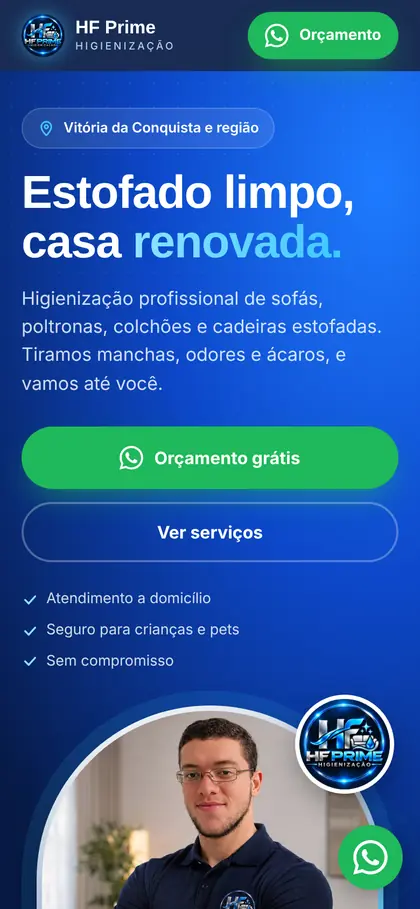 HF Prime
HIGIENIZAÇÃO
Orçamento
Vitória da Conquista e região
Estofado limpo,
casa renovada.
Higienização profissional de sofás,
poltronas, colchões e cadeiras estofadas.
Tiramos manchas, odores e ácaros, e
vamos até você.
Orçamento grátis
Ver serviços
Atendimento a domicílio
Seguro para crianças e pets
Sem compromisso
HF
HF PRIME
HIGIENIZAÇÃO